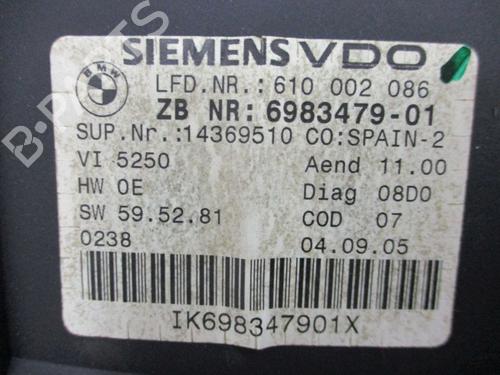 BMW
SIEMENS VDO
LFD.NR.: 610 002 086
ZB NR: 6983479-01
SUP.Nr.:14369510 CO:SPAIN-2
VI 5250 Aend 11.00
HW 0E Diag 08D0
SW 59.52.81 COD 07
0238 04.09.05
IK698347901X